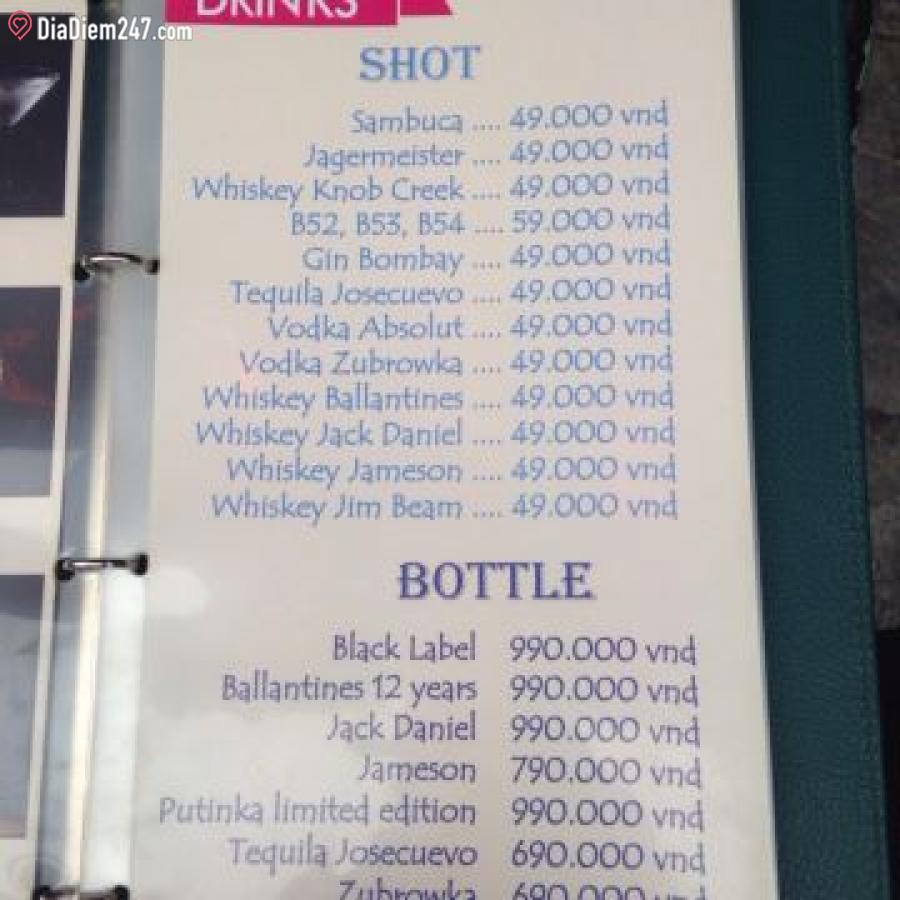 DiaDiem247.com
DRINKS
SHOT
Sambuca .... 49.000 vnd
Jagermeister .... 49.000 vnd
Whiskey Knob Creek .... 49.000 vnd
B52, B53, B54 .... 59.000 vnd
Gin Bombay .... 49.000 vnd
Tequila Josecuevo .... 49.000 vnd
Vodka Absolut .... 49.000 vnd
Vodka Zubrowka .... 49.000 vnd
Whiskey Ballantines .... 49.000 vnd
Whiskey Jack Daniel .... 49.000 vnd
Whiskey Jameson .... 49.000 vnd
Whiskey Jim Beam .... 49.000 vnd
BOTTLE
Black Label 990.000 vnd
Ballantines 12 years 990.000 vnd
Jack Daniel 990.000 vnd
Jameson 790.000 vnd
Putinka limited edition 990.000 vnd
Tequila Josecuevo 690.000 vnd
Zubrowka 690.000 vnd